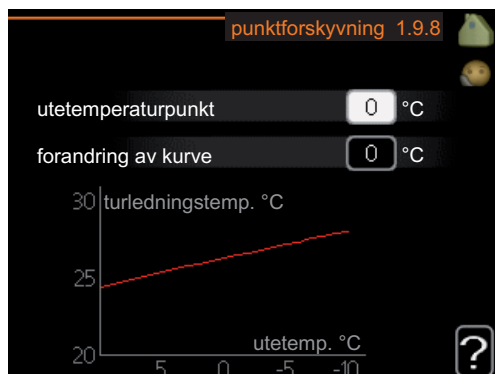 punktforskyvning 1.9.8
utetemperaturpunkt 0 °C
forandring av kurve 0 °C
30 turledningstemp. °C
25
utetemp. °C
20
5 0 -5 -10
?